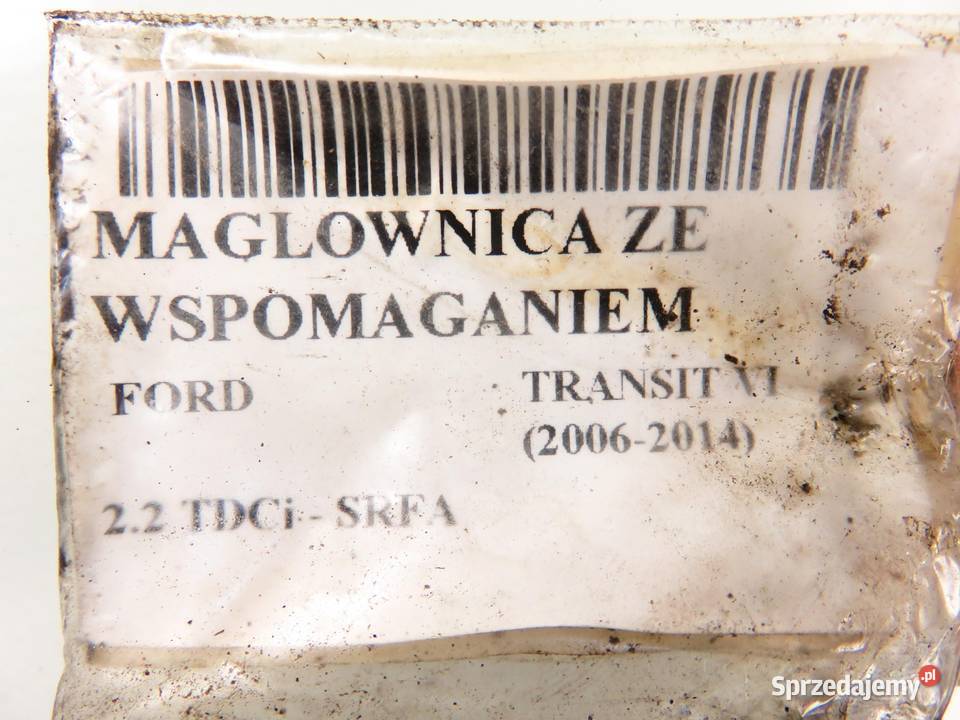 MAGLOWNICA ZE
WSPOMAGANIEM
FORD TRANSIT VI
(2006-2014)
2.2 TDCi - SRFA
Sprzedajemy.pl